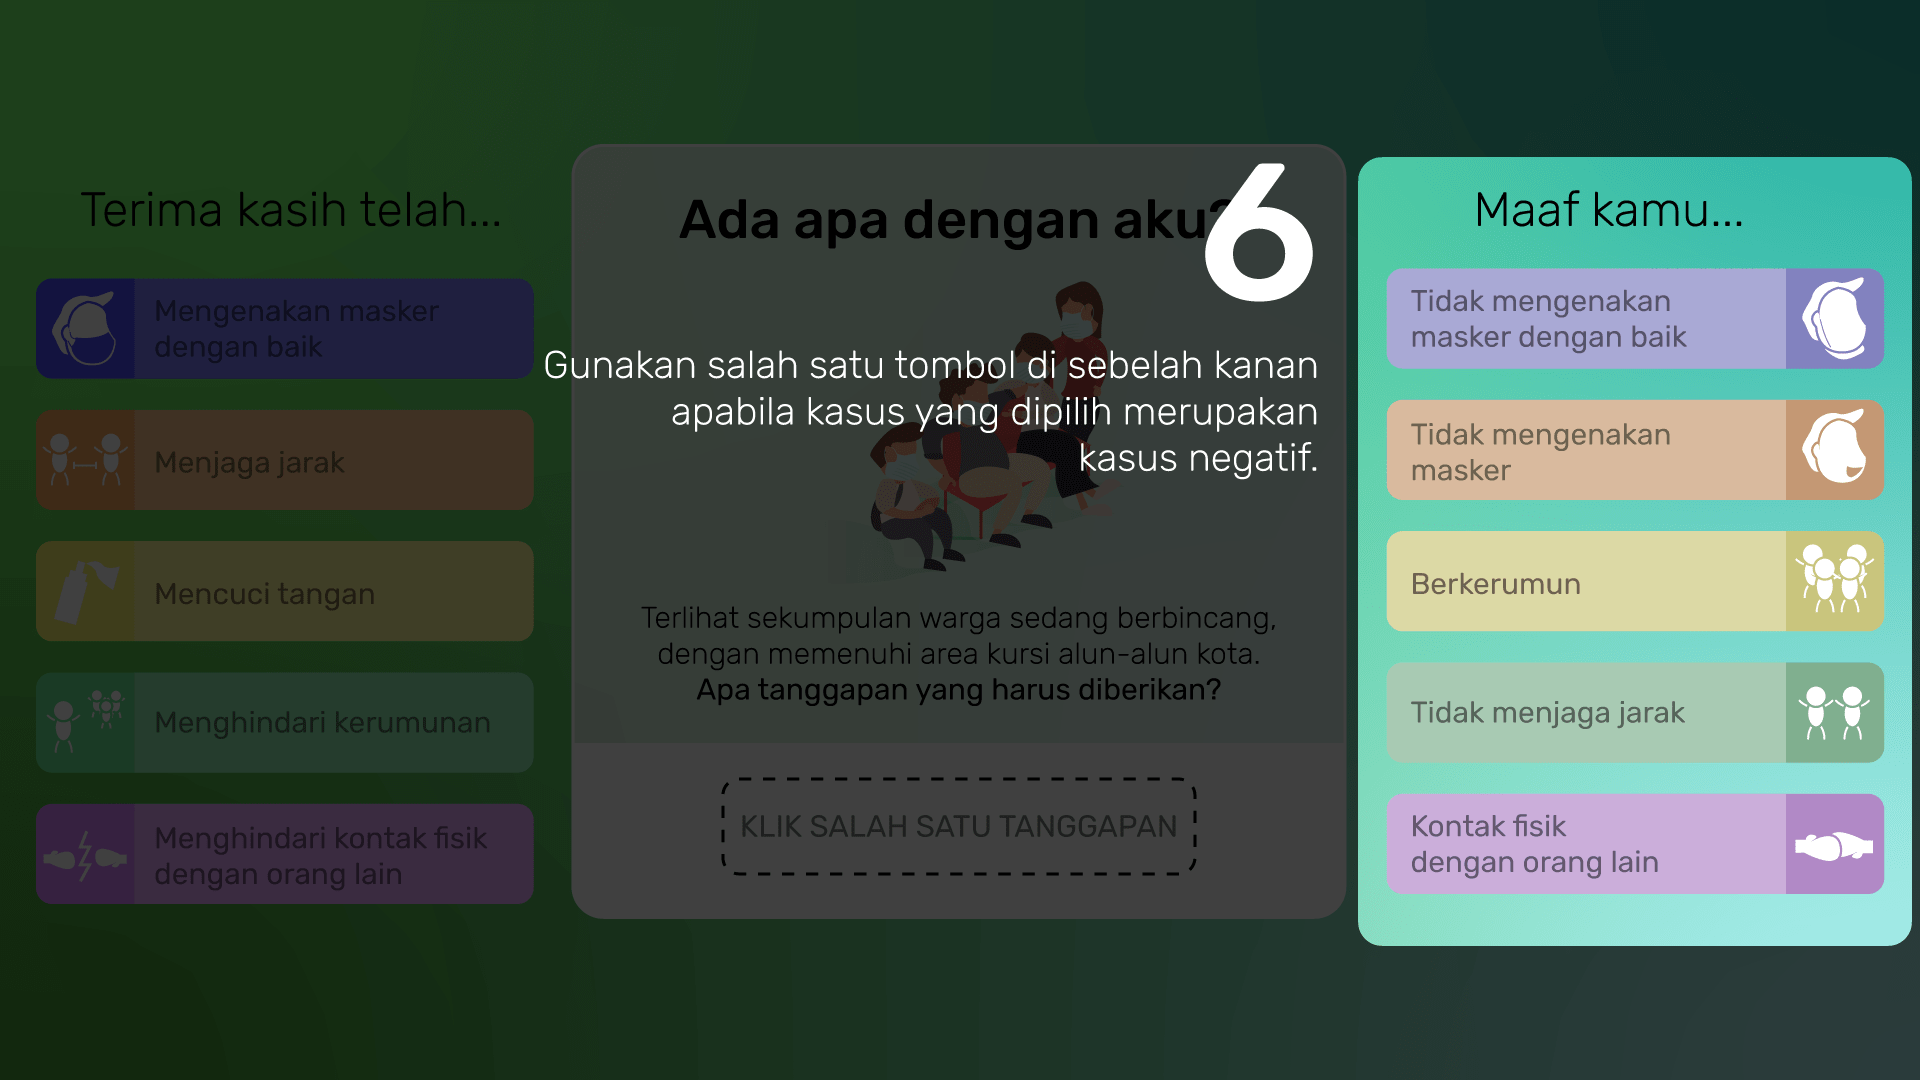 Terima kasih telah...
Mengenakan masker
dengan baik
Menjaga jarak
Mencuci tangan
Menghindari kerumunan
Menghindari kontak fisik
dengan orang lain
Ada apa dengan aku?
6
Gunakan salah satu tombol di sebelah kanan
apabila kasus yang dipilih merupakan
kasus negatif.
Terlihat sekumpulan warga sedang berbincang,
dengan memenuhi area kursi alun-alun kota.
Apa tanggapan yang harus diberikan?
KLIK SALAH SATU TANGGAPAN
Maaf kamu...
Tidak mengenakan
masker dengan baik
Tidak mengenakan
masker
Berkerumun
Tidak menjaga jarak
Kontak fisik
dengan orang lain